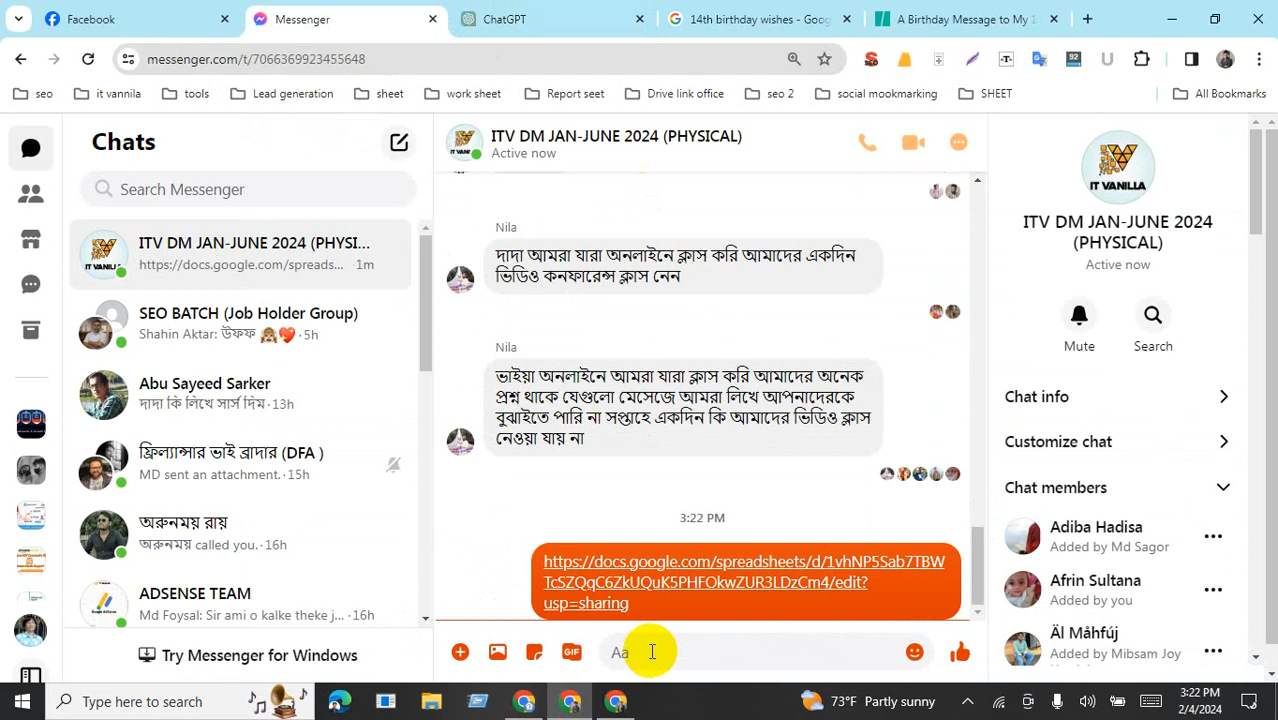 Facebook
Messenger
ChatGPT
14th birthday wishes - Goog
A Birthday Message to My 1
messenger.com/t/7066369923455648
92
seo
it vannila
tools
Lead generation
sheet
work sheet
Report seet
Drive link office
seo 2
social mookmarking
SHEET
All Bookmarks
Chats
Search Messenger
ITV DM JAN-JUNE 2024 (PHYSI...
https://docs.google.com/spreads... 1m
SEO BATCH (Job Holder Group)
Shahin Aktar: উফফ 🙈❤️ · 5h
Abu Sayeed Sarker
দাদা কি লিখে সার্স দিম · 13h
ফ্রিল্যান্সার ভাই ব্রাদার (DFA )
MD sent an attachment. · 15h
অরুনময় রায়
অরুনময় called you. · 16h
ADSENSE TEAM
Md Foysal: Sir ami o kalke theke j... · 16h
Try Messenger for Windows
ITV DM JAN-JUNE 2024 (PHYSICAL)
Active now
Nila
দাদা আমরা যারা অনলাইনে ক্লাস করি আমাদের একদিন
ভিডিও কনফারেন্স ক্লাস নেন
Nila
ভাইয়া অনলাইনে আমরা যারা ক্লাস করি আমাদের অনেক
প্রশ্ন থাকে যেগুলো মেসেজে আমরা লিখে আপনাদেরকে
বুঝাইতে পারি না সপ্তাহে একদিন কি আমাদের ভিডিও ক্লাস
নেওয়া যায় না
3:22 PM
https://docs.google.com/spreadsheets/d/1vhNP5Sab7TBW
TcSZQqC6ZkUQuK5PHFOkwZUR3LDzCm4/edit?
usp=sharing
GIF
Aa
IT VANILLA
ITV DM JAN-JUNE 2024
(PHYSICAL)
Active now
Mute
Search
Chat info
Customize chat
Chat members
Adiba Hadisa
Added by Md Sagor
Afrin Sultana
Added by you
Äl Måhfúj
Added by Mibsam Joy
Type here to search
73°F Partly sunny
3:22 PM
2/4/2024